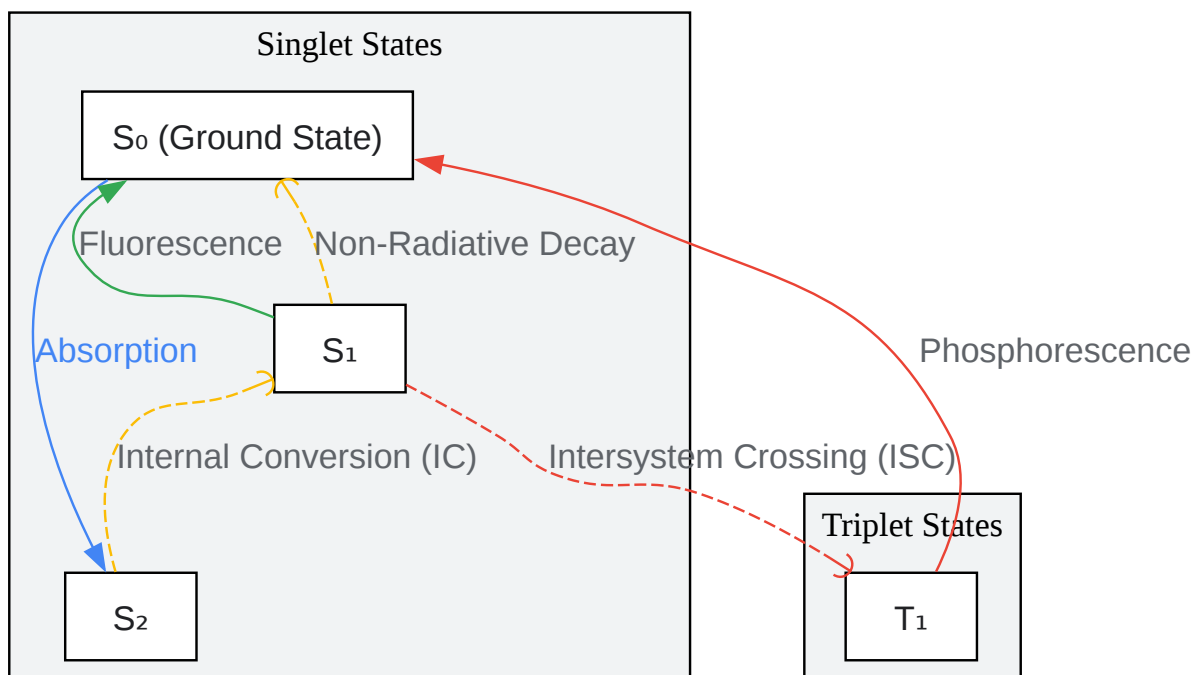 Singlet States
S₀ (Ground State)
Fluorescence
Non-Radiative Decay
S₁
Absorption
Phosphorescence
Internal Conversion (IC)
Intersystem Crossing (ISC)
Triplet States
S₂
T₁